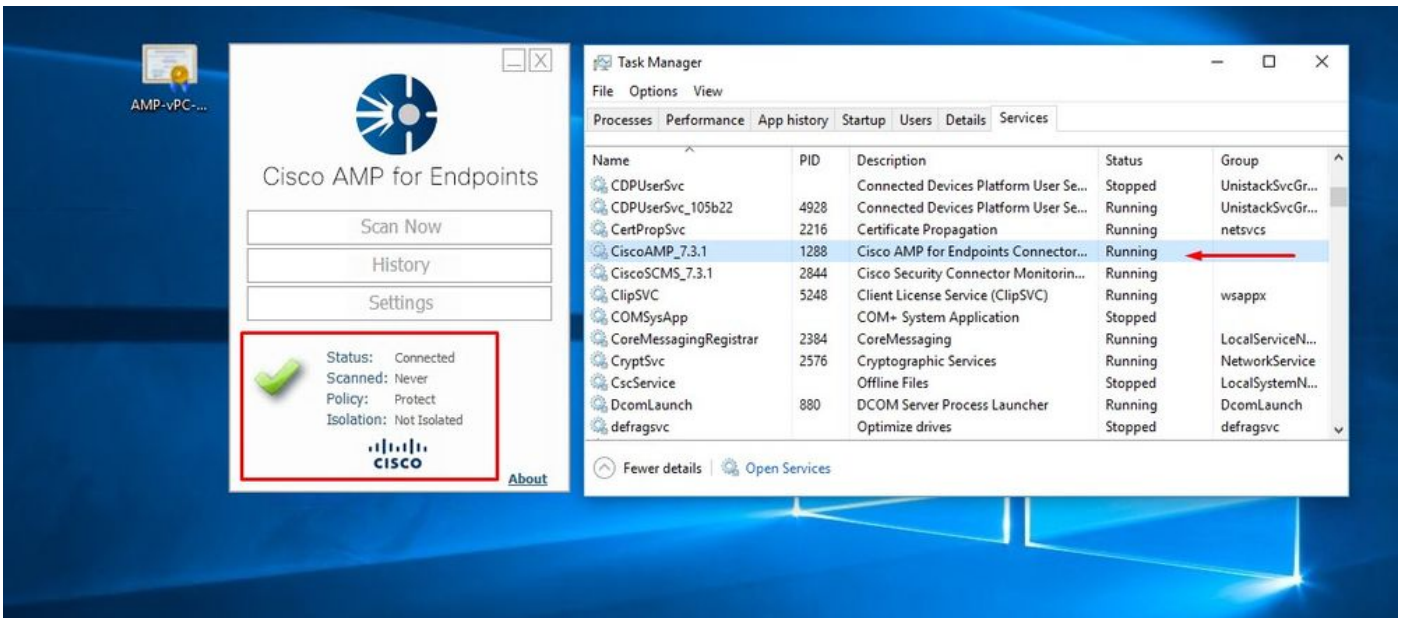 AMP-vPC-...
Cisco AMP for Endpoints
Scan Now
History
Settings
Status: Connected
Scanned: Never
Policy: Protect
Isolation: Not Isolated
CISCO
About
Task Manager
File Options View
Processes Performance App history Startup Users Details Services
Name PID Description Status Group
CDPUserSvc Connected Devices Platform User Se... Stopped UnistackSvcGr...
CDPUserSvc_105b22 4928 Connected Devices Platform User Se... Running UnistackSvcGr...
CertPropSvc 2216 Certificate Propagation Running netsvcs
CiscoAMP_7.3.1 1288 Cisco AMP for Endpoints Connector... Running
CiscoSCMS_7.3.1 2844 Cisco Security Connector Monitorin... Running
ClipSVC 5248 Client License Service (ClipSVC) Running wsappx
COMSysApp COM+ System Application Stopped
CoreMessagingRegistrar 2384 CoreMessaging Running LocalServiceN...
CryptSvc 2576 Cryptographic Services Running NetworkService
CscService Offline Files Stopped LocalSystemN...
DcomLaunch 880 DCOM Server Process Launcher Running DcomLaunch
defragsvc Optimize drives Stopped defragsvc
Fewer details Open Services